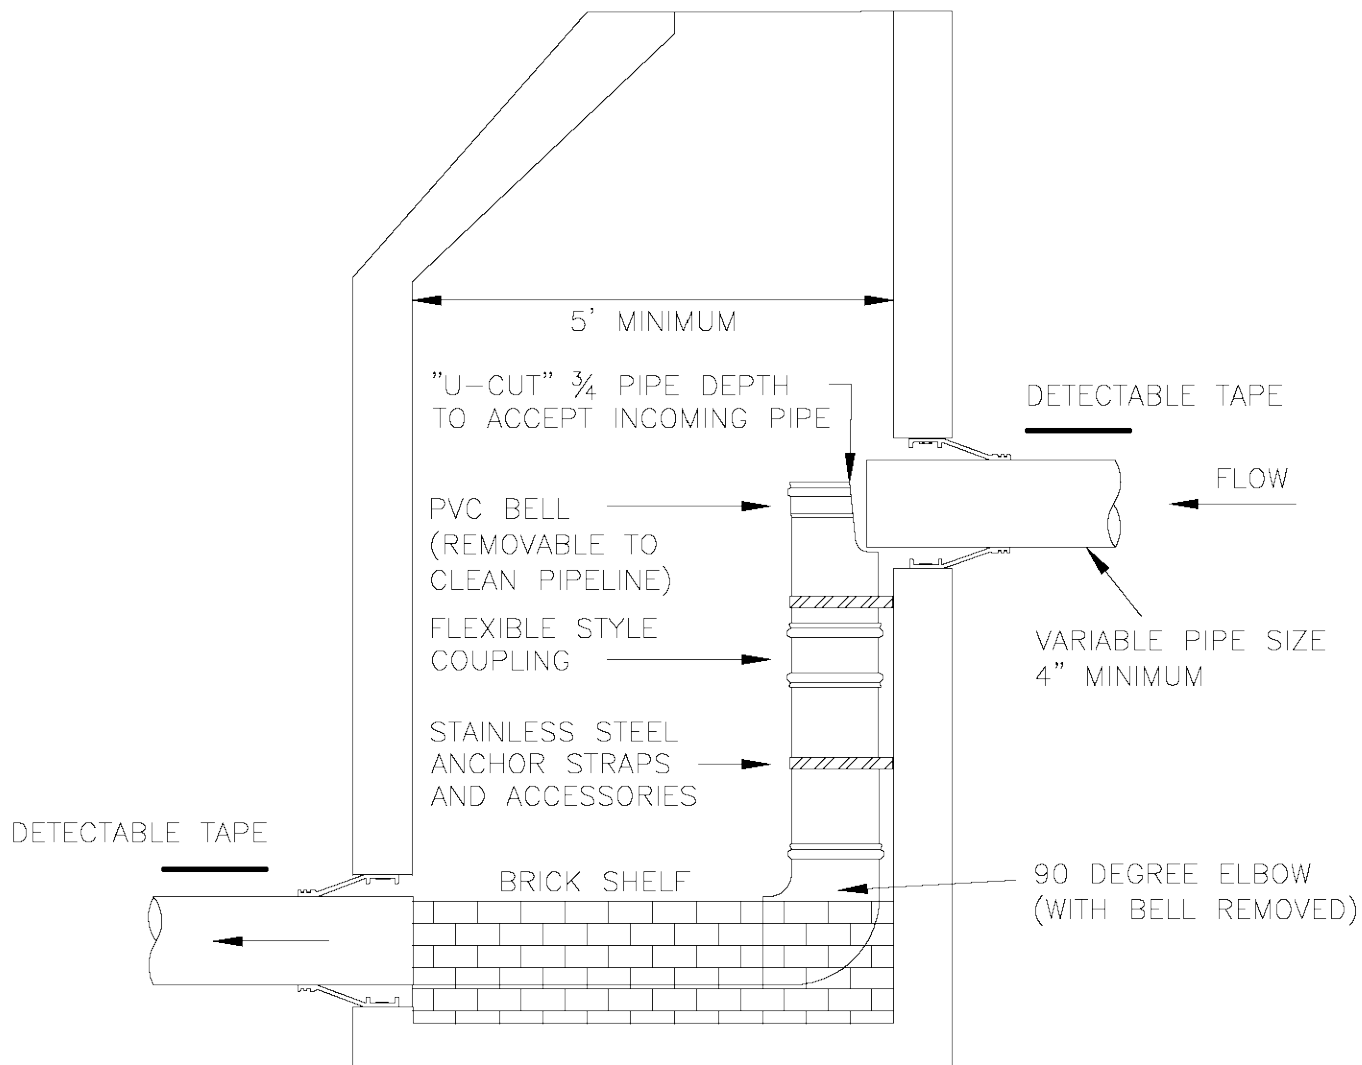 5' MINIMUM
"U-CUT" ¾ PIPE DEPTH
TO ACCEPT INCOMING PIPE
DETECTABLE TAPE
FLOW
PVC BELL
(REMOVABLE TO
CLEAN PIPELINE)
FLEXIBLE STYLE
COUPLING
VARIABLE PIPE SIZE
4" MINIMUM
STAINLESS STEEL
ANCHOR STRAPS
AND ACCESSORIES
DETECTABLE TAPE
BRICK SHELF
90 DEGREE ELBOW
(WITH BELL REMOVED)